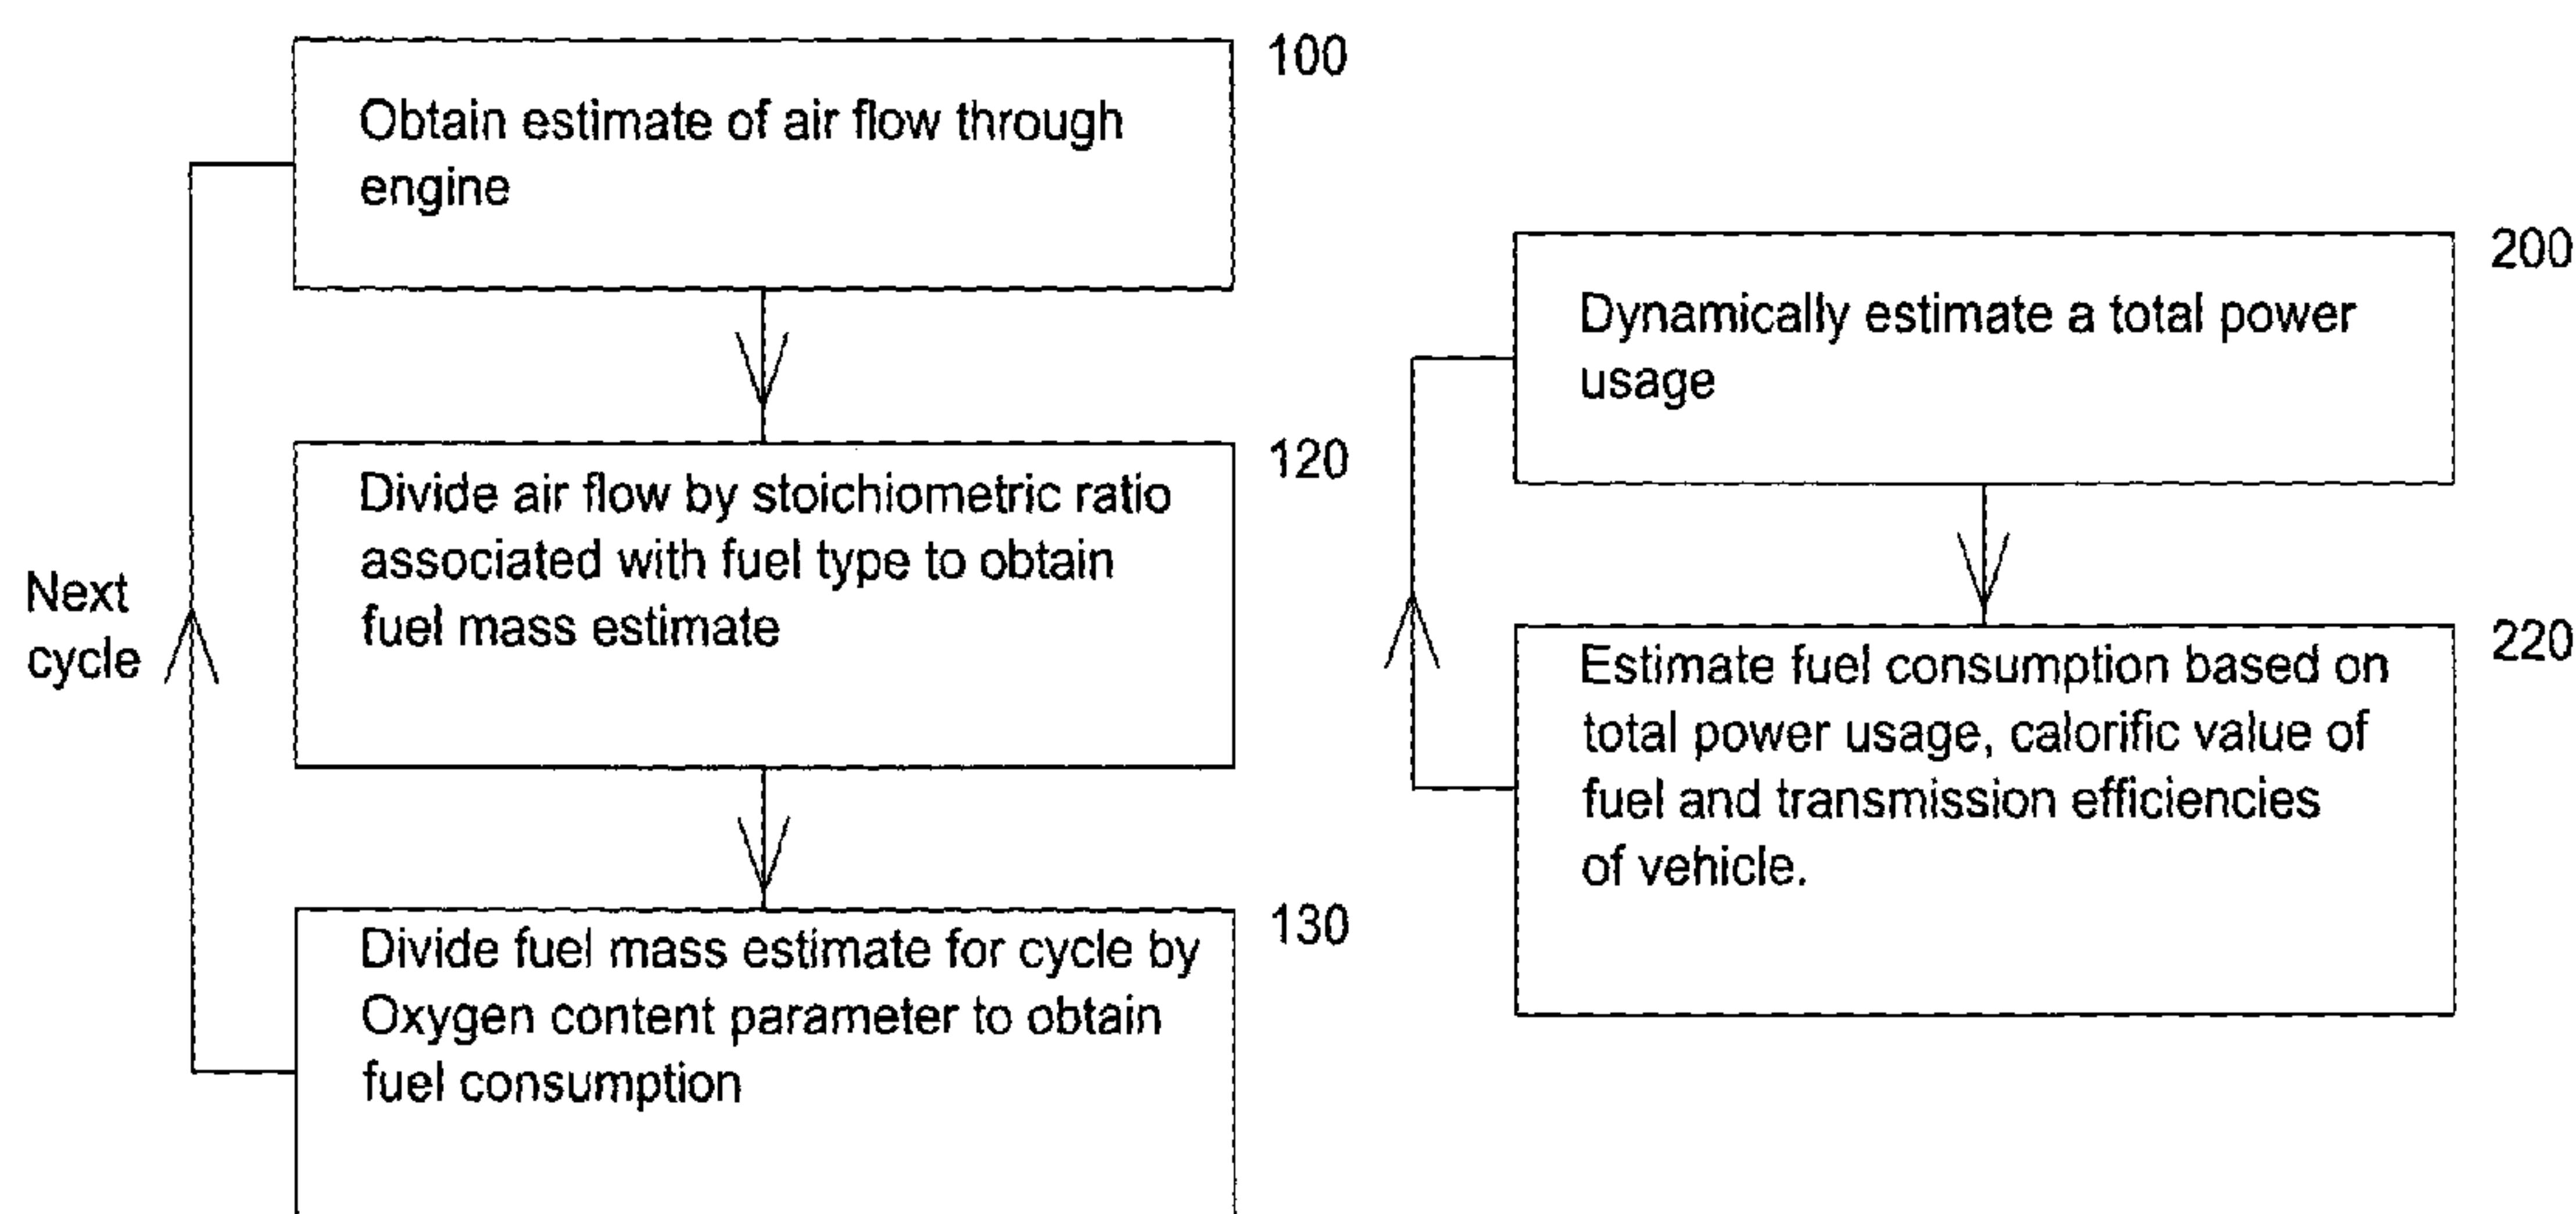 100
Obtain estimate of air flow through
engine
120
Divide air flow by stoichiometric ratio
associated with fuel type to obtain
fuel mass estimate
Next
cycle
130
Divide fuel mass estimate for cycle by
Oxygen content parameter to obtain
fuel consumption
200
Dynamically estimate a total power
usage
220
Estimate fuel consumption based on
total power usage, calorific value of
fuel and transmission efficiencies
of vehicle.